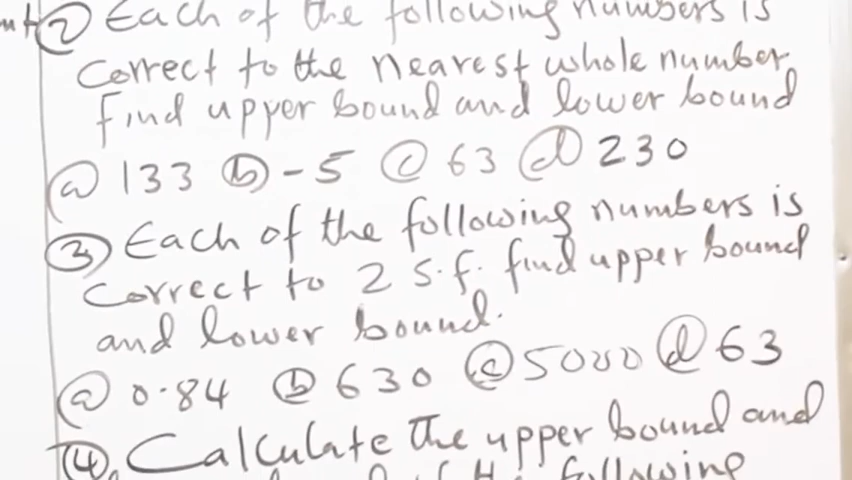 ② Each of the following numbers is
correct to the nearest whole number.
find upper bound and lower bound
ⓐ 133 ⓑ -5 ⓒ 63 ⓓ 230
③ Each of the following numbers is
correct to 2 s.f. find upper bound
and lower bound.
ⓐ 0.84 ⓑ 630 ⓒ 5000 ⓓ 63
④. Calculate the upper bound and
following